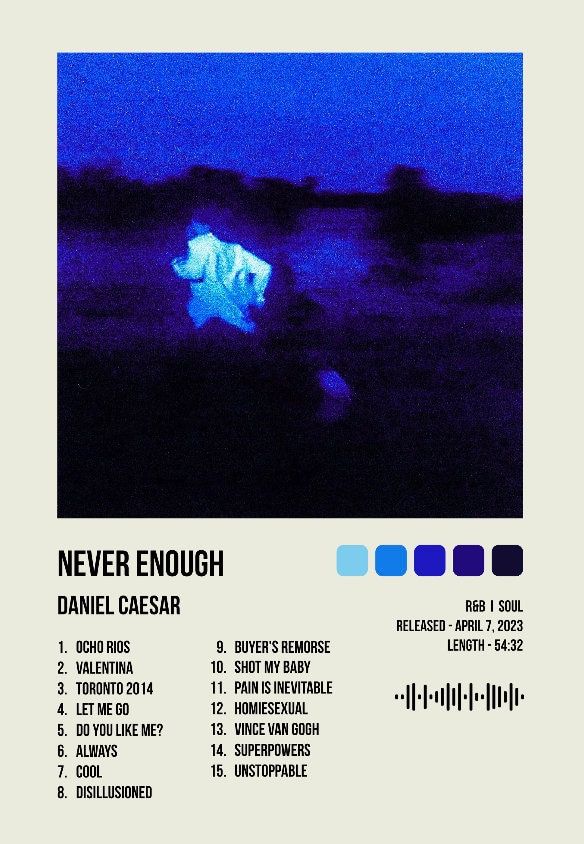 NEVER ENOUGH
DANIEL CAESAR
1. OCHO RIOS
2. VALENTINA
3. TORONTO 2014
4. LET ME GO
5. DO YOU LIKE ME?
6. ALWAYS
7. COOL
8. DISILLUSIONED
9. BUYER'S REMORSE
10. SHOT MY BABY
11. PAIN IS INEVITABLE
12. HOMIESEXUAL
13. VINCE VAN GOGH
14. SUPERPOWERS
15. UNSTOPPABLE
R&B | SOUL
RELEASED - APRIL 7, 2023
LENGTH - 54:32